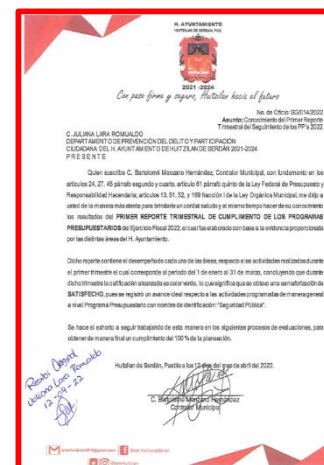 H. AYUNTAMIENTO
HUITZILAN DE SERDÁN, PUE.
2021 -2024
Con paso firme y seguro, Huitzilan hacia el futuro
No. de Oficio: SG/014/2022
Asunto: Conocimiento del Primer Reporte
Trimestral del Seguimiento de los PP's 2022
C. JULIANA LARA ROMUALDO
DEPARTAMENTO DE PREVENCIÓN DEL DELITO Y PARTICIPACIÓN
CIUDADANA DEL H. AYUNTAMIENTO DE HUITZILAN DE SERDÁN 2021-2024
P R E S E N T E
Quien suscribe C. Bartolomé Manzano Hernández, Contralor Municipal, con fundamento en los
artículos 24, 27, 45 párrafo segundo y cuarto, artículo 61 párrafo quinto de la Ley Federal de Presupuesto y
Responsabilidad Hacendaria; artículos 13, 51, 52, y 169 fracción I de la Ley Orgánica Municipal, me dirijo a
usted de la manera más atenta para brindarle un cordial saludo y al mismo tiempo hacer de su conocimiento
los resultados del PRIMER REPORTE TRIMESTRAL DE CUMPLIMIENTO DE LOS PROGRAMAS
PRESUPUESTARIOS del Ejercicio Fiscal 2022, el cual fue elaborado con base a la evidencia proporcionada
por las distintas áreas del H. Ayuntamiento.
Dicho reporte contiene el desempeño de cada una de las áreas, respecto a las actividades realizadas durante
el primer trimestre el cual corresponde al periodo del 1 de enero al 31 de marzo, concluyendo que durante
dicho trimestre la calificación alcanzada es color verde, lo que significa que se obtuvo una semaforización de
SATISFECHO, pues se registró un avance ideal respecto a las actividades programadas de manera general
a nivel Programa Presupuestario con nombre de identificación: "Seguridad Pública".
Se hace el exhorto a seguir trabajando de esta manera en los siguientes procesos de evaluaciones, para
obtener de manera final un cumplimiento del 100 % de la planeación.
Huitzilan de Serdán, Puebla a los 12 días del mes de abril del 2022.
Recibí Original
Juliana Lara Romualdo
12-04-22
C. Bartolomé Manzano Hernández
Contralor Municipal